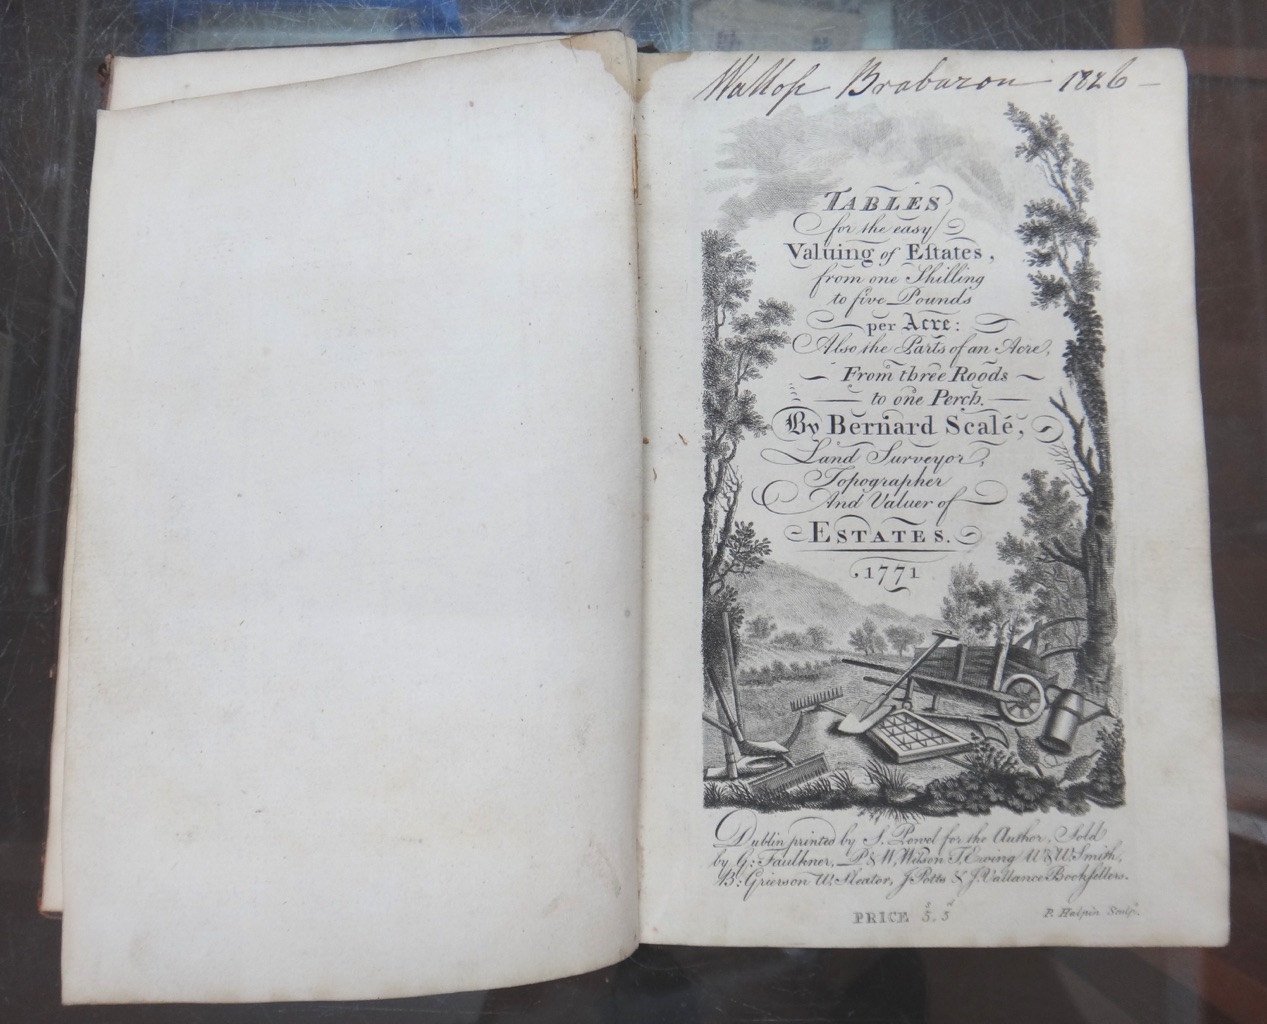 Wallop Brabazon 1826
TABLES
for the easy
Valuing of Eſtates,
from one Shilling
to five Pounds
per Acre:
Also the Parts of an Acre,
From three Roods
to one Perch.
By Bernard Scalé,
Land Surveyor,
Topographer
And Valuer of
ESTATES.
1771
Dublin printed by S. Powel for the Author. Sold
by G: Faulkner, P & W, Wilson T. Ewing W & W Smith,
B: Grierson W. Sleator, J Potts & J. Vallance Bookſellers.
PRICE 5.s 5d
P. Halpin Sculpt.